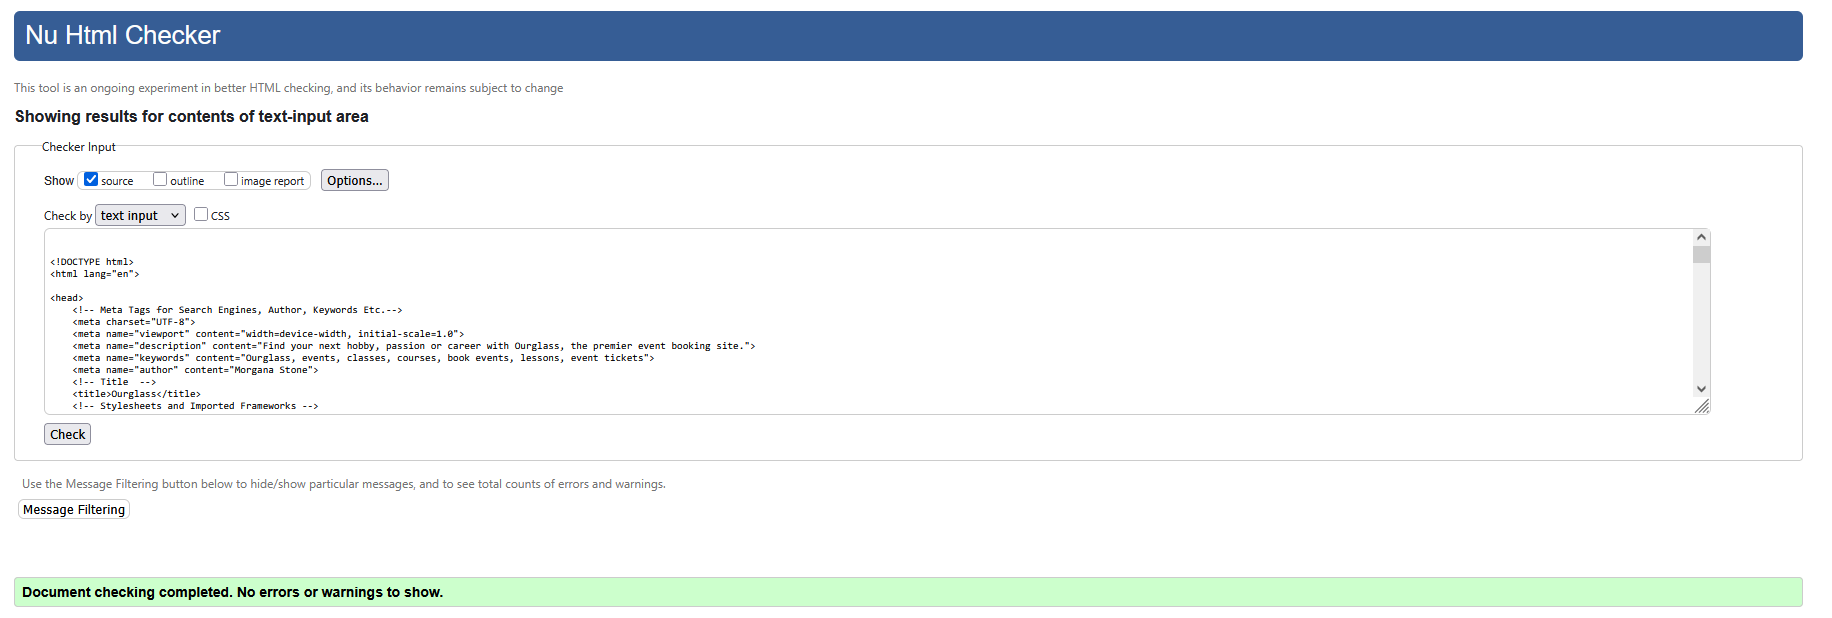 Nu Html Checker
This tool is an ongoing experiment in better HTML checking, and its behavior remains subject to change
Showing results for contents of text-input area
Checker Input
Show source outline image report Options...
Check by text input CSS
<!DOCTYPE html>
<html lang="en">
<head>
<!-- Meta Tags for Search Engines, Author, Keywords Etc.-->
<meta charset="UTF-8">
<meta name="viewport" content="width=device-width, initial-scale=1.0">
<meta name="description" content="Find your next hobby, passion or career with Ourglass, the premier event booking site.">
<meta name="keywords" content="Ourglass, events, classes, courses, book events, lessons, event tickets">
<meta name="author" content="Morgana Stone">
<!-- Title  -->
<title>Ourglass</title>
<!-- Stylesheets and Imported Frameworks -->
Check
Use the Message Filtering button below to hide/show particular messages, and to see total counts of errors and warnings.
Message Filtering
Document checking completed. No errors or warnings to show.